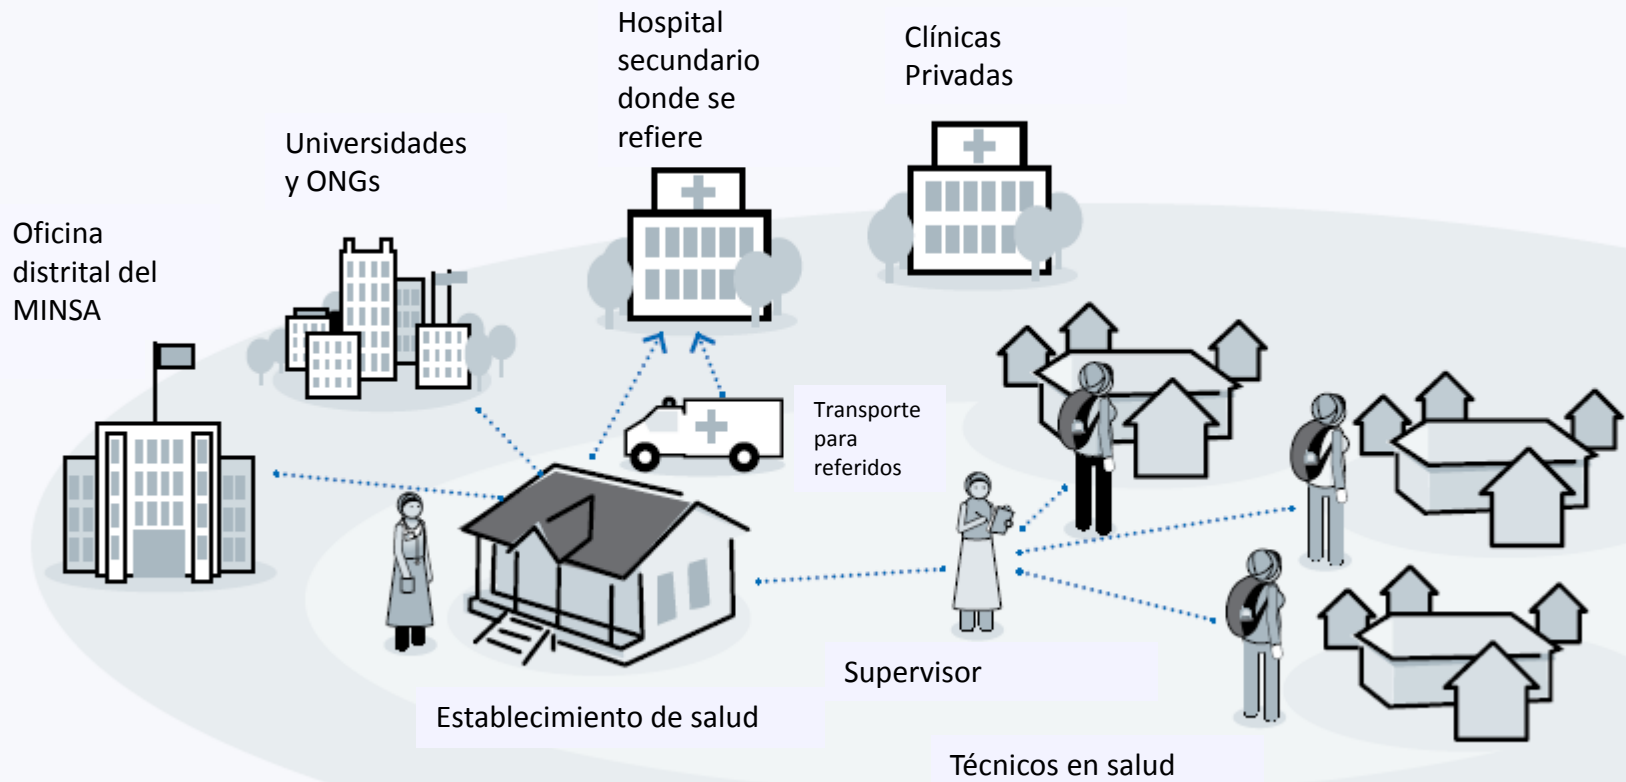 Hospital
secundario
donde se
refiere
Clínicas
Privadas
Universidades
y ONGs
Oficina
distrital del
MINSA
Transporte
para
referidos
Supervisor
Establecimiento de salud
Técnicos en salud